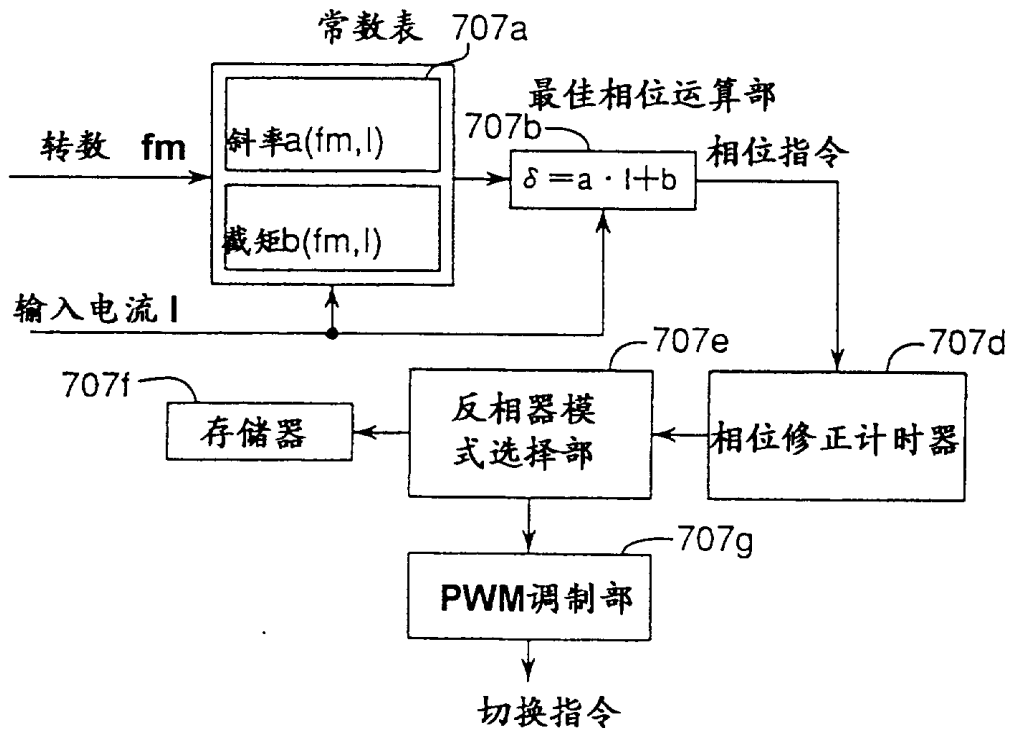 常数表 707a
最佳相位运算部
707b
转数 fm
斜率a(fm,I)
相位指令
δ=a·I+b
截矩b(fm,I)
输入电流 I
707e
707d
707f
反相器模
式选择部
存储器
相位修正计时器
707g
PWM调制部
切换指令